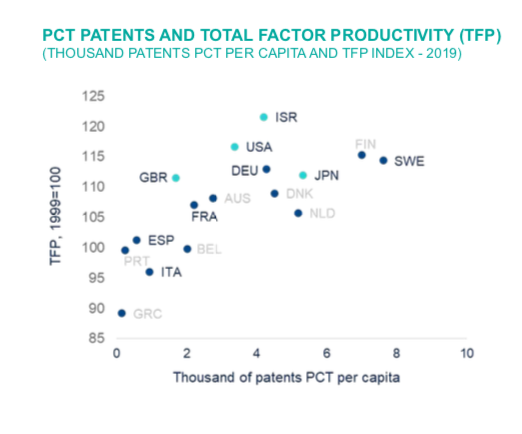 PCT PATENTS AND TOTAL FACTOR PRODUCTIVITY (TFP)
(THOUSAND PATENTS PCT PER CAPITA AND TFP INDEX - 2019)
125
120
115
110
105
100
95
90
85
TFP, 1999=100
ISR
USA
FIN
SWE
DEU
JPN
GBR
DNK
AUS
FRA
NLD
ESP
BEL
PRT
ITA
GRC
0 2 4 6 8 10
Thousand of patents PCT per capita